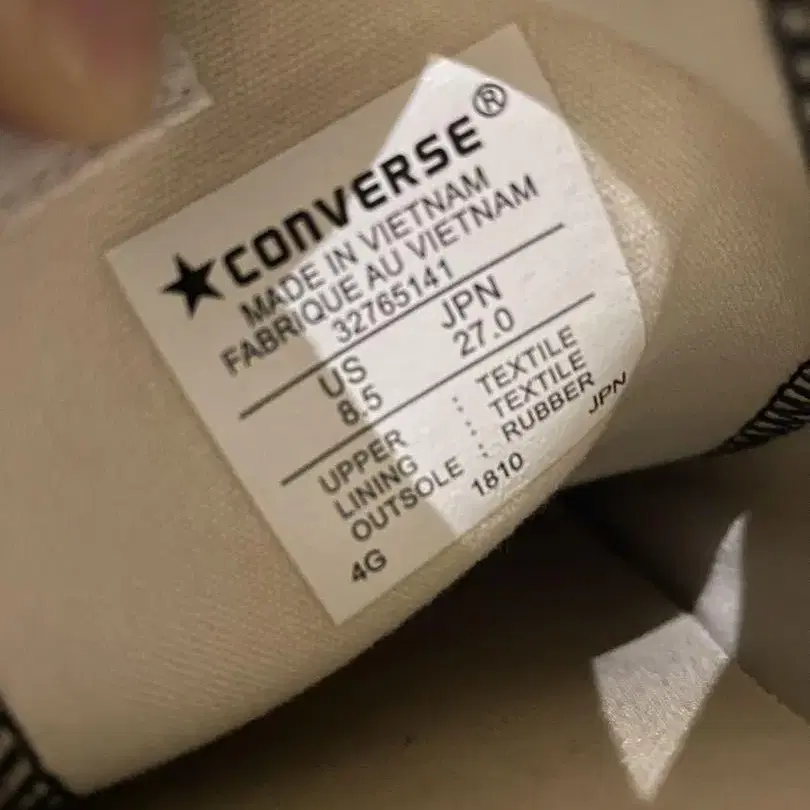 ★CONVERSE®
MADE IN VIETNAM
FABRIQUE AU VIETNAM
32765141
US JPN
8.5 27.0
UPPER : TEXTILE
LINING : TEXTILE
OUTSOLE : RUBBER
4G 1810 JPN